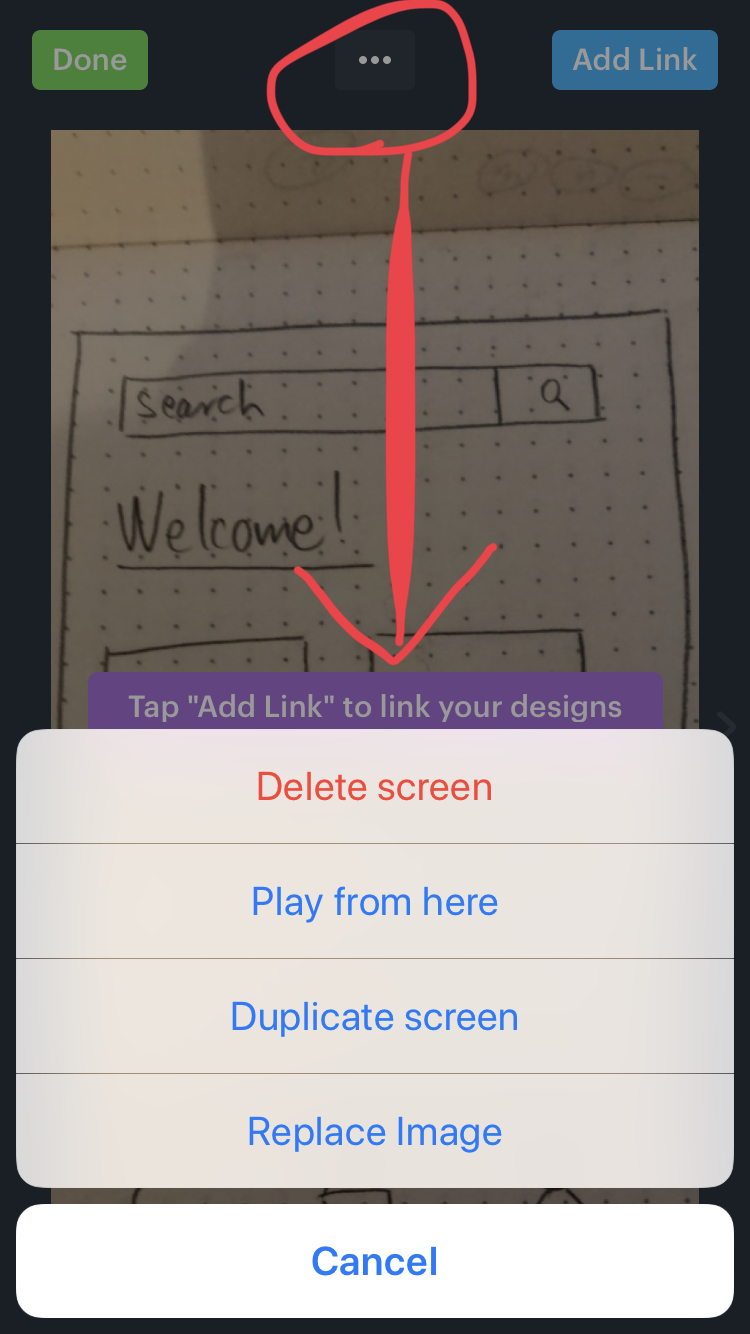 Done
•••
Add Link
Search
Welcome!
Tap "Add Link" to link your designs
Delete screen
Play from here
Duplicate screen
Replace Image
Cancel